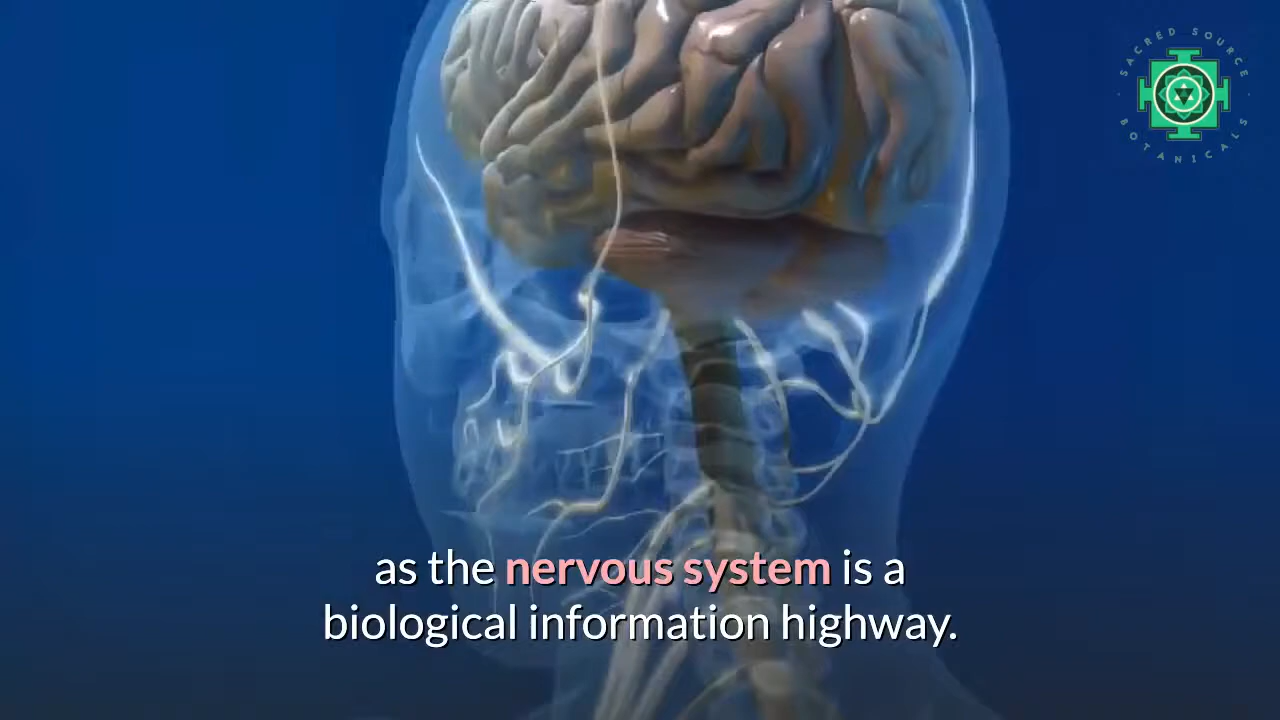 SACRED SOURCE
BOTANICALS
as the nervous system is a
biological information highway.